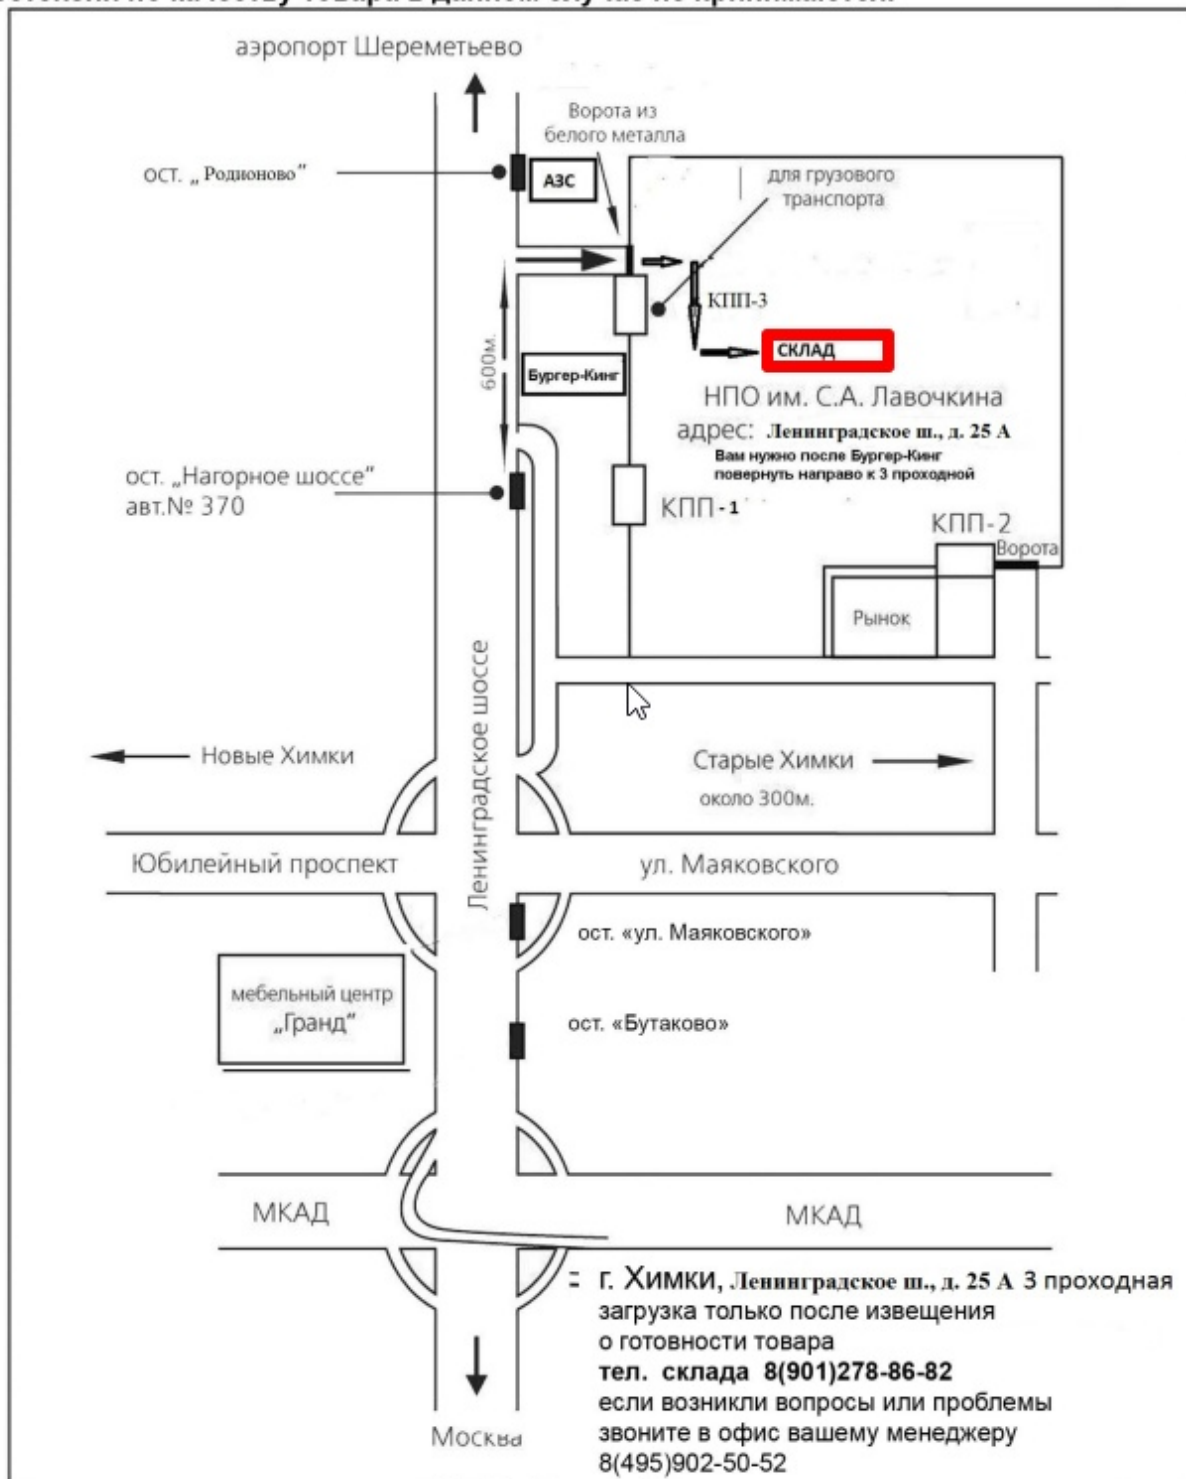 аэропорт Шереметьево
Ворота из
белого металла
ост. „ Родионово"
АЗС
для грузового
транспорта
КПП-3
600м.
СКЛАД
Бургер-Кинг
НПО им. С.А. Лавочкина
адрес: Ленинградское ш., д. 25 А
Вам нужно после Бургер-Кинг
повернуть направо к 3 проходной
ост. „Нагорное шоссе"
авт.№ 370
КПП - 1
КПП-2
Ворота
Рынок
Ленинградское шоссе
Новые Химки
Старые Химки
около 300м.
Юбилейный проспект
ул. Маяковского
ост. «ул. Маяковского»
мебельный центр
„Гранд"
ост. «Бутаково»
МКАД
МКАД
г. Химки, Ленинградское ш., д. 25 А 3 проходная
загрузка только после извещения
о готовности товара
тел. склада 8(901)278-86-82
если возникли вопросы или проблемы
звоните в офис вашему менеджеру
8(495)902-50-52
Москва